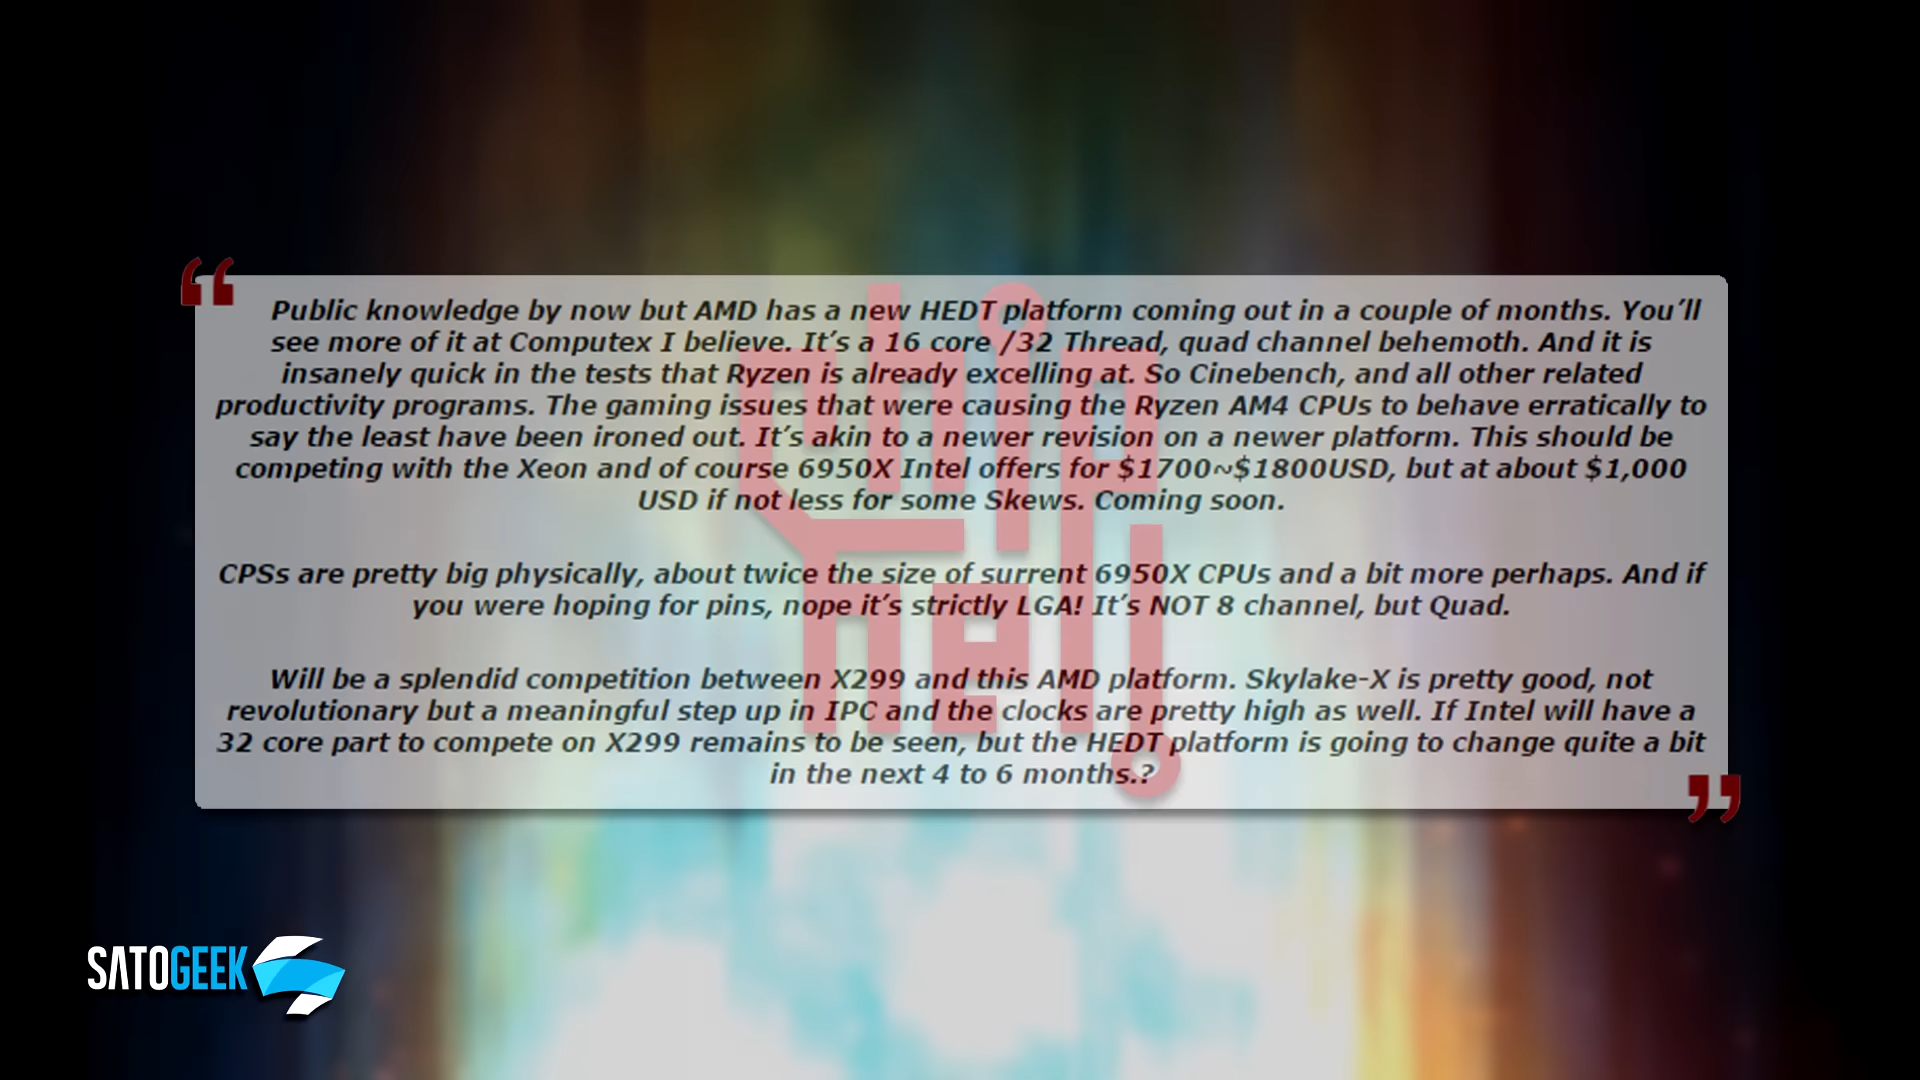 “
Public knowledge by now but AMD has a new HEDT platform coming out in a couple of months. You’ll
see more of it at Computex I believe. It’s a 16 core /32 Thread, quad channel behemoth. And it is
insanely quick in the tests that Ryzen is already excelling at. So Cinebench, and all other related
productivity programs. The gaming issues that were causing the Ryzen AM4 CPUs to behave erratically to
say the least have been ironed out. It’s akin to a newer revision on a newer platform. This should be
competing with the Xeon and of course 6950X Intel offers for $1700~$1800USD, but at about $1,000
USD if not less for some Skews. Coming soon.
CPSs are pretty big physically, about twice the size of surrent 6950X CPUs and a bit more perhaps. And if
you were hoping for pins, nope it’s strictly LGA! It’s NOT 8 channel, but Quad.
Will be a splendid competition between X299 and this AMD platform. Skylake-X is pretty good, not
revolutionary but a meaningful step up in IPC and the clocks are pretty high as well. If Intel will have a
32 core part to compete on X299 remains to be seen, but the HEDT platform is going to change quite a bit
in the next 4 to 6 months.?
”
chip
hell
SATOGEEK